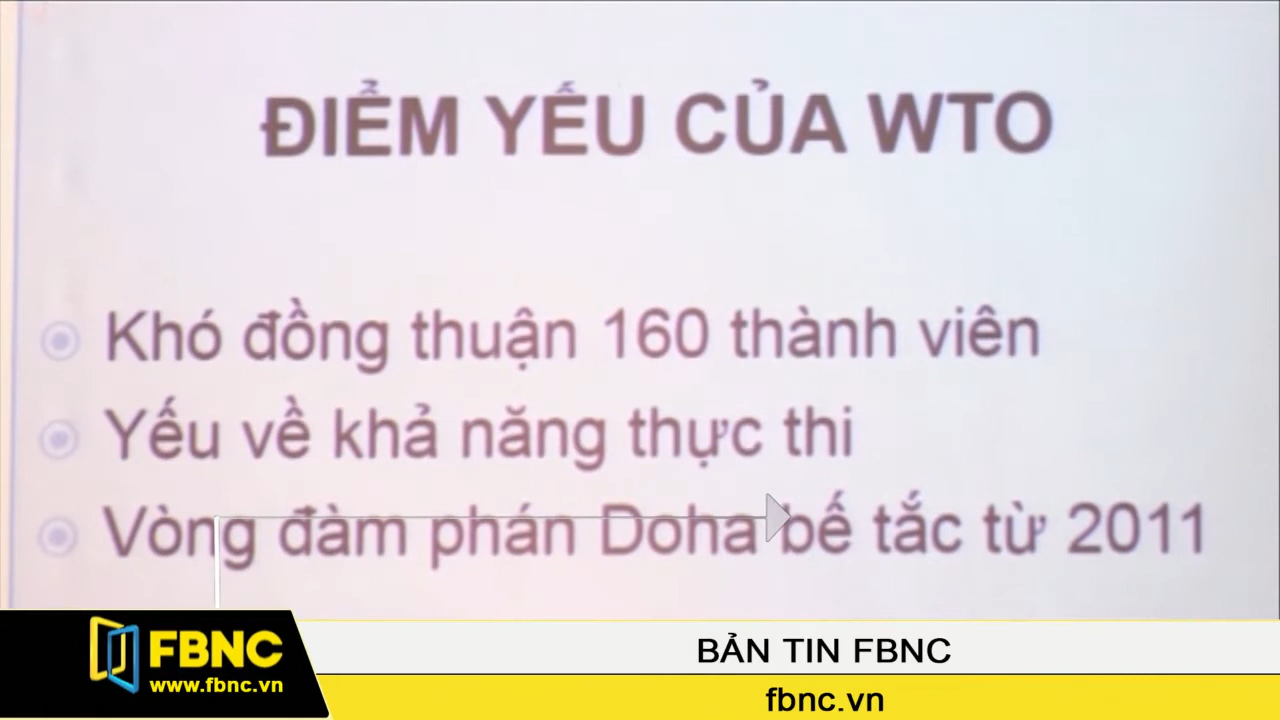 ĐIỂM YẾU CỦA WTO
Khó đồng thuận 160 thành viên
Yếu về khả năng thực thi
Vòng đàm phán Doha bế tắc từ 2011
FBNC
www.fbnc.vn
BẢN TIN FBNC
fbnc.vn